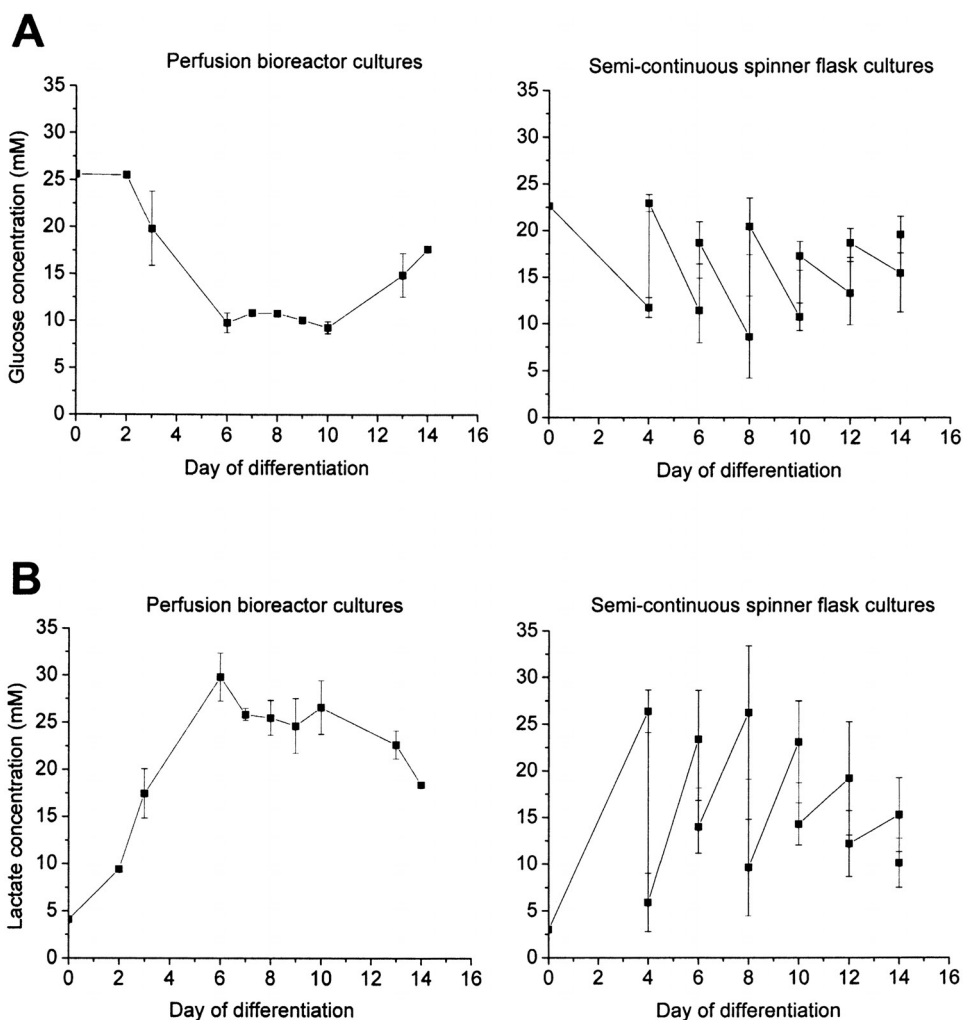 A
Perfusion bioreactor cultures
Semi-continuous spinner flask cultures
Glucose concentration (mM)
35
30
25
20
15
10
5
0
0 2 4 6 8 10 12 14 16
Day of differentiation
35
30
25
20
15
10
5
0
0 2 4 6 8 10 12 14 16
Day of differentiation
B
Perfusion bioreactor cultures
Semi-continuous spinner flask cultures
Lactate concentration (mM)
35
30
25
20
15
10
5
0
0 2 4 6 8 10 12 14 16
Day of differentiation
35
30
25
20
15
10
5
0
0 2 4 6 8 10 12 14 16
Day of differentiation